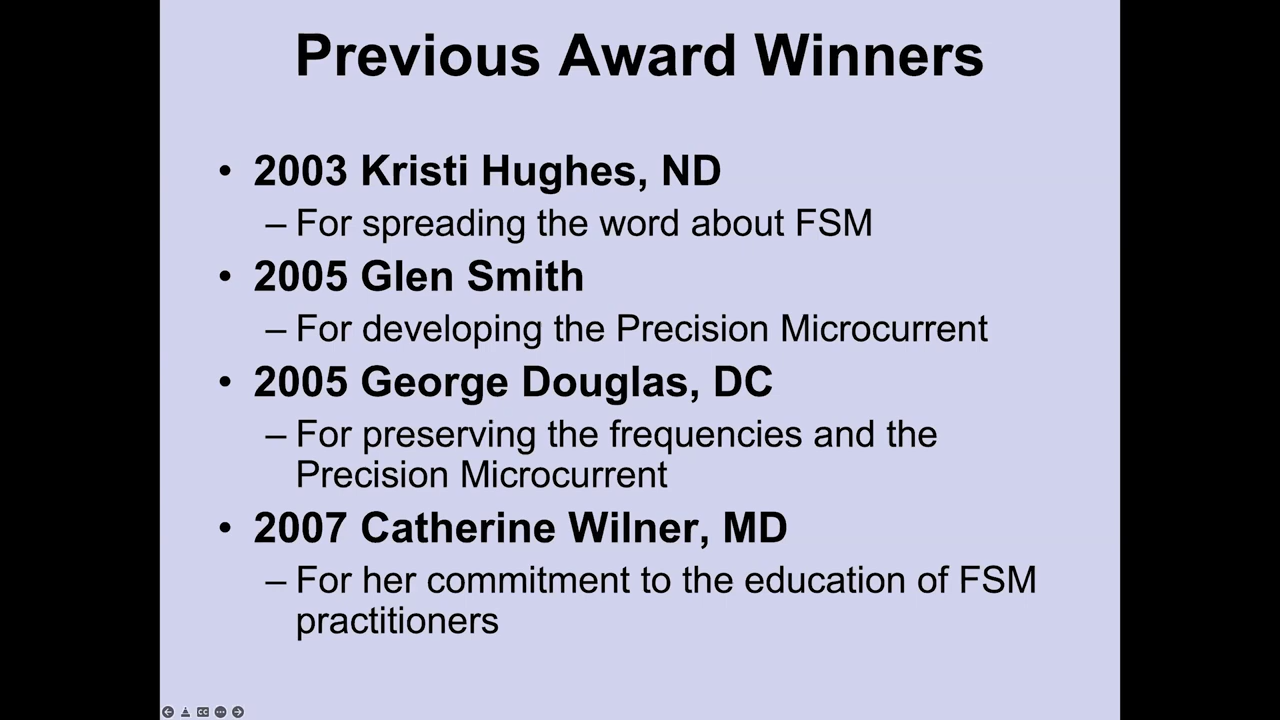 Previous Award Winners
• 2003 Kristi Hughes, ND
– For spreading the word about FSM
• 2005 Glen Smith
– For developing the Precision Microcurrent
• 2005 George Douglas, DC
– For preserving the frequencies and the
Precision Microcurrent
• 2007 Catherine Wilner, MD
– For her commitment to the education of FSM
practitioners